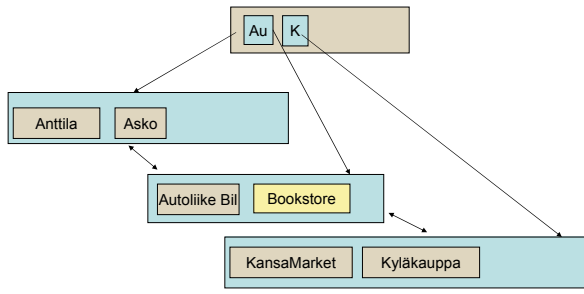 Au K
Anttila Asko
Autoliike Bil Bookstore
KansaMarket Kyläkauppa